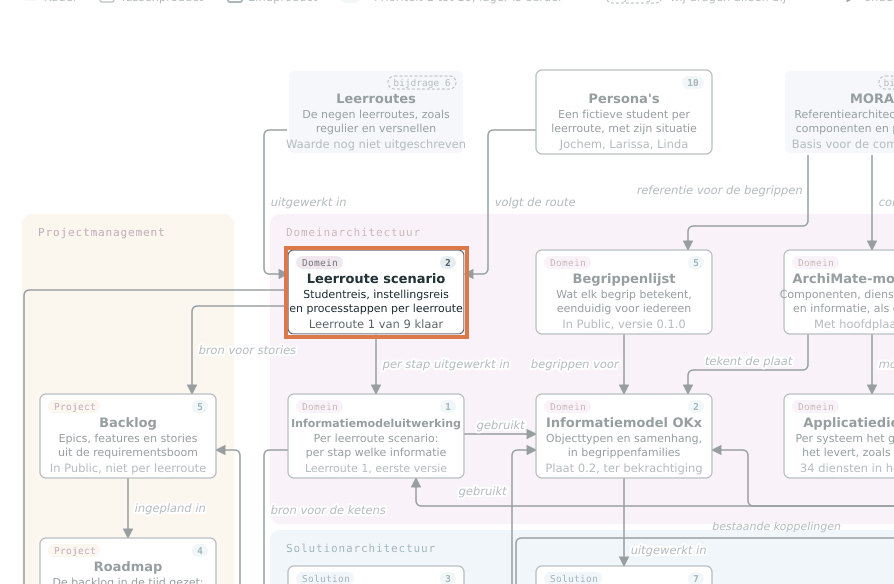 bijdrage 6
Leerroutes
De negen leerroutes, zoals
regulier en versnellen
Waarde nog niet uitgeschreven
10
Persona's
Een fictieve student per
leerroute, met zijn situatie
Jochem, Larissa, Linda
MORA
Referentiearchitec
componenten en
Basis voor de com
uitgewerkt in
volgt de route
referentie voor de begrippen
Projectmanagement
Domeinarchitectuur
Domein 2
Leerroute scenario
Studentreis, instellingsreis
en processtappen per leerroute
Leerroute 1 van 9 klaar
Domein 5
Begrippenlijst
Wat elk begrip betekent,
eenduidig voor iedereen
In Public, versie 0.1.0
Domein
ArchiMate-mo
Componenten, diens
en informatie, als
Met hoofdplaa
bron voor stories
per stap uitgewerkt in
begrippen voor
tekent de plaat
Project 5
Backlog
Epics, features en stories
uit de requirementsboom
In Public, niet per leerroute
Domein 1
Informatiemodeluitwerking
Per leerroute scenario:
per stap welke informatie
Leerroute 1, eerste versie
gebruikt
Domein 2
Informatiemodel OKx
Objecttypen en samenhang,
in begrippenfamilies
Plaat 0.2, ter bekrachtiging
Domein
Applicatiedie
Per systeem het g
het levert, zoals
34 diensten in h
gebruikt
ingepland in
bron voor de ketens
bestaande koppelingen
Project 4
Roadmap
De backlog in de tijd gezet:
Solutionarchitectuur
uitgewerkt in
Solution 3
Solution 7